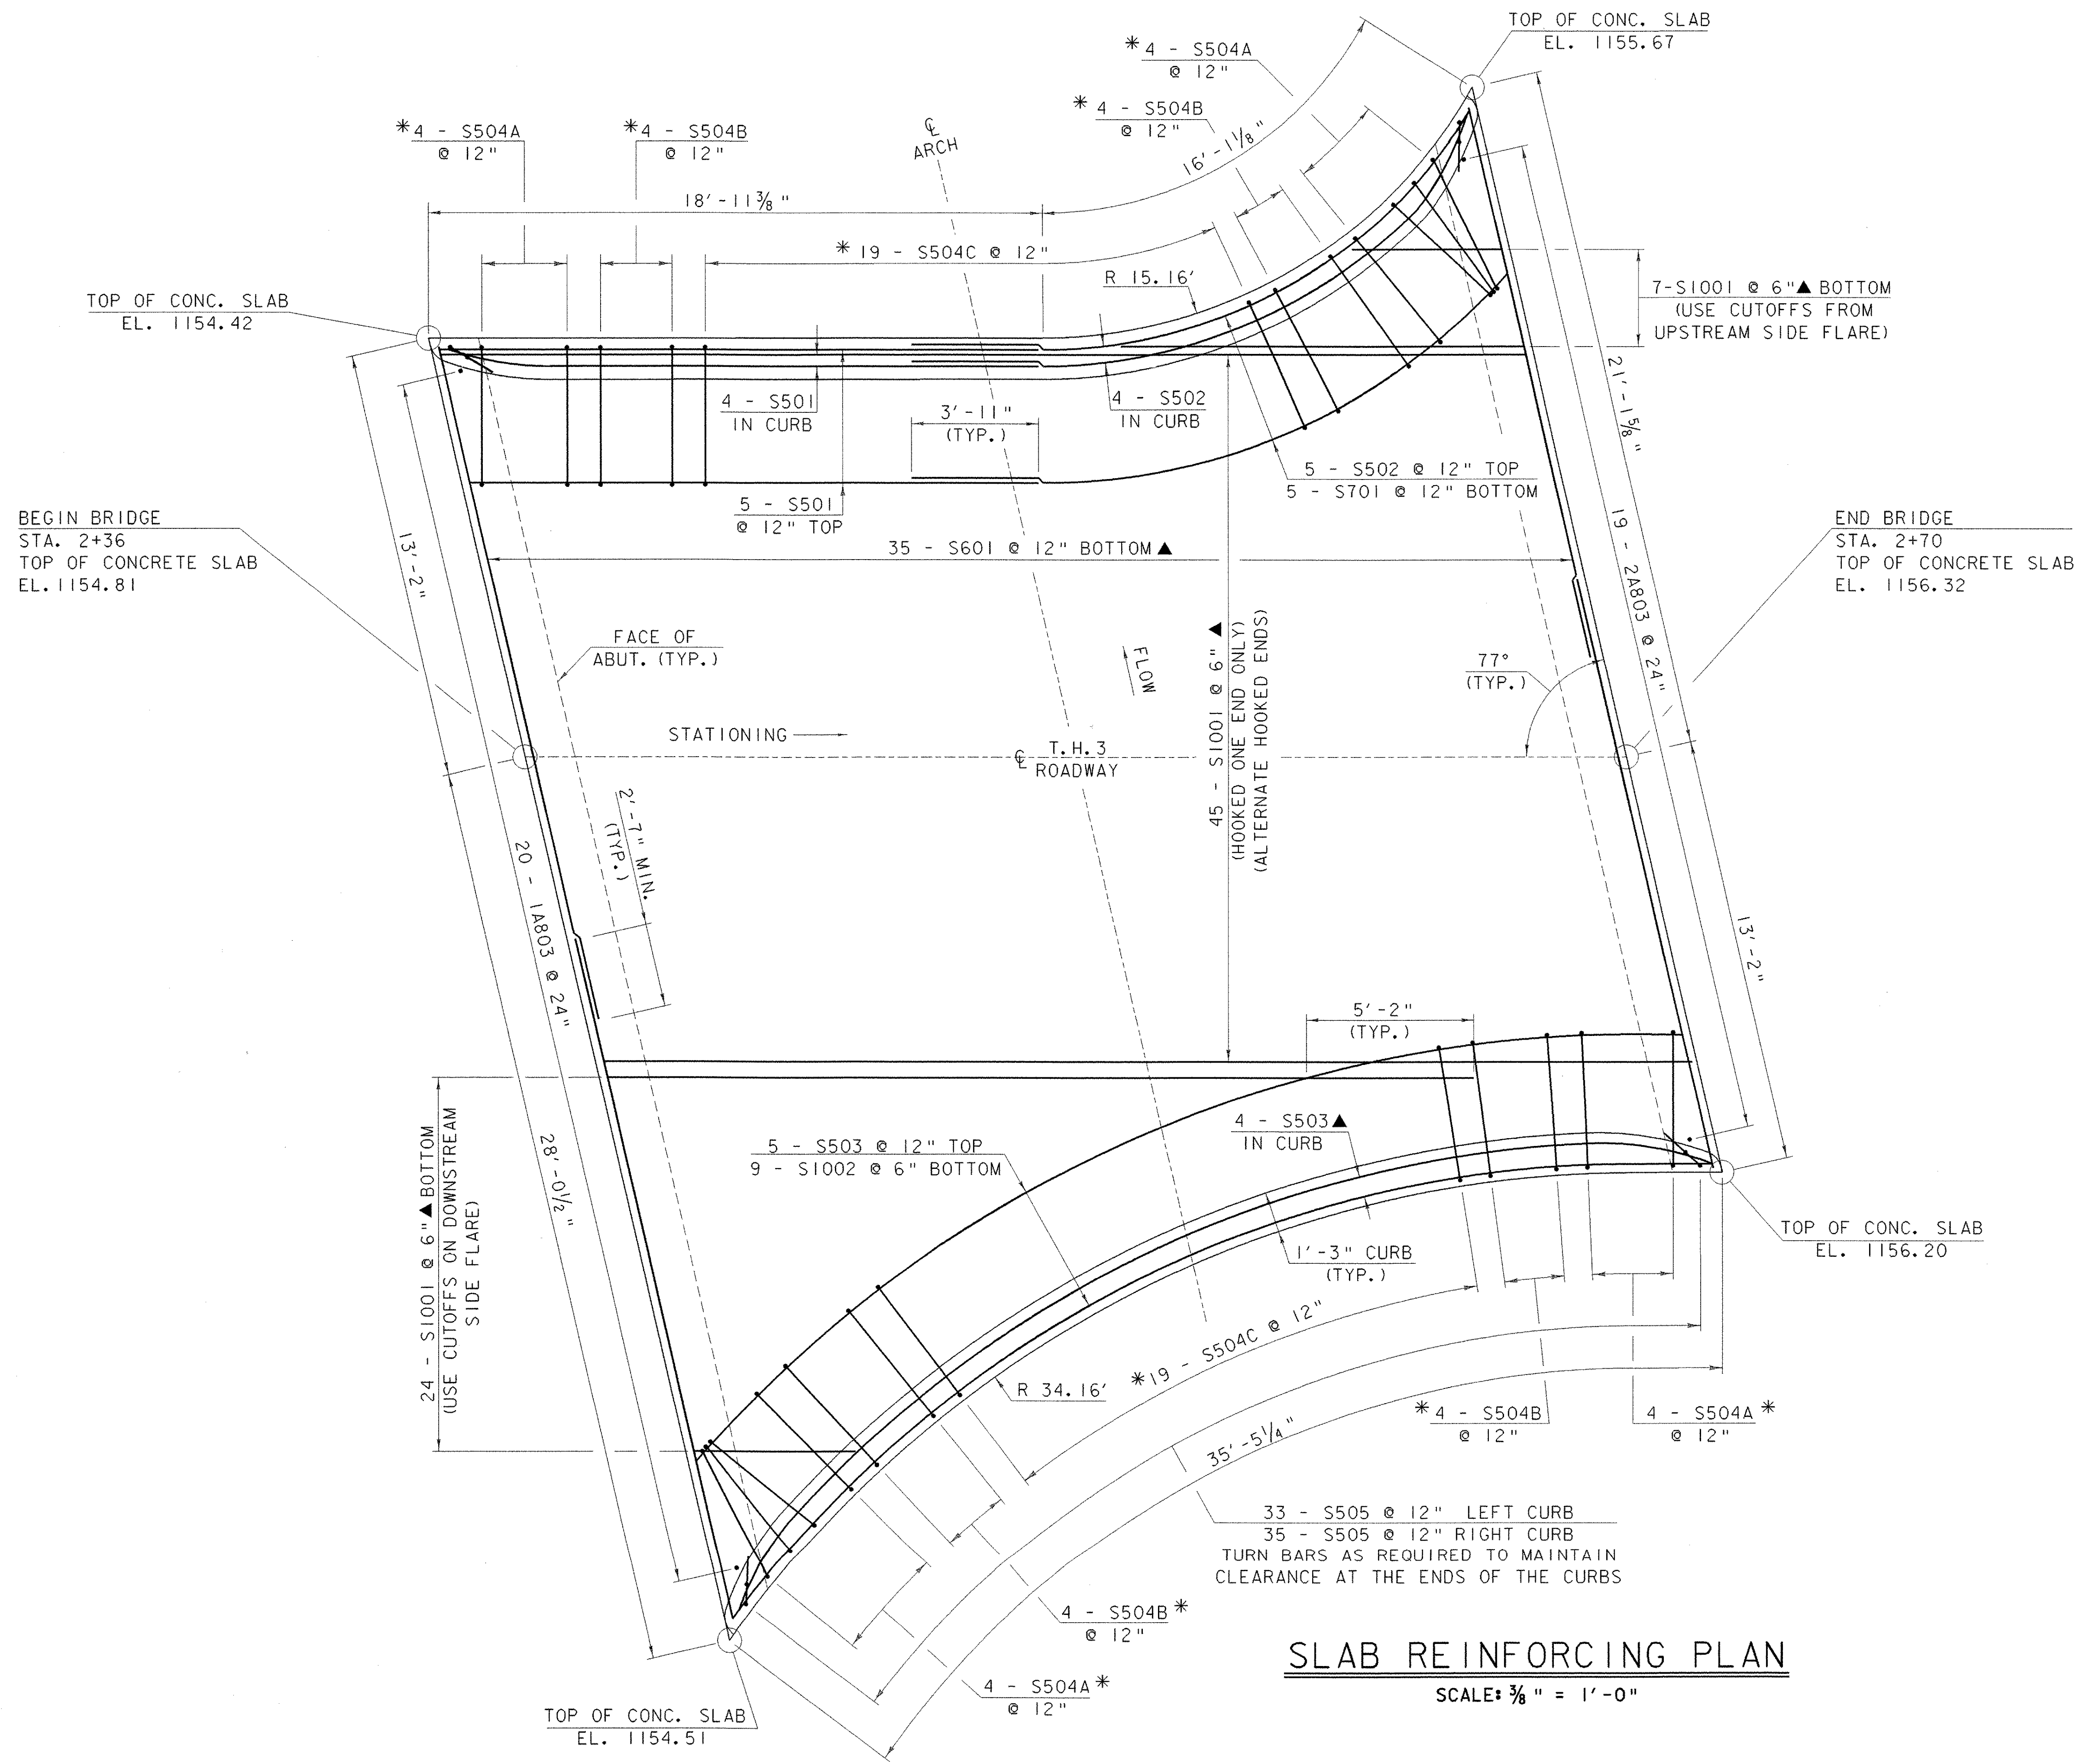 TOP OF CONC. SLAB
EL. 1155.67
*4 - S504A
@ 12"
*4 - S504B
@ 12"
*4 - S504A
@ 12"
*4 - S504B
@ 12"
℄
ARCH
16'-1⅛"
18'-11⅜"
*19 - S504C @ 12"
R 15.16'
TOP OF CONC. SLAB
EL. 1154.42
7-S1001 @ 6"▲ BOTTOM
(USE CUTOFFS FROM
UPSTREAM SIDE FLARE)
4 - S501
IN CURB
3'-11"
(TYP.)
4 - S502
IN CURB
21'-1⅝"
5 - S501
@ 12" TOP
5 - S502 @ 12" TOP
5 - S701 @ 12" BOTTOM
BEGIN BRIDGE
STA. 2+36
TOP OF CONCRETE SLAB
EL. 1154.81
13'-2"
35 - S601 @ 12" BOTTOM▲
19 - 2A803 @ 24"
END BRIDGE
STA. 2+70
TOP OF CONCRETE SLAB
EL. 1156.32
FACE OF
ABUT. (TYP.)
45 - S1001 @ 6" ▲
(HOOKED ONE END ONLY)
(ALTERNATE HOOKED ENDS)
FLOW
77°
(TYP.)
STATIONING
℄ T.H.3
ROADWAY
2'-7" MIN.
(TYP.)
20 - 1A803 @ 24"
13'-2"
5'-2"
(TYP.)
24 - S1001 @ 6"▲BOTTOM
(USE CUTOFFS ON DOWNSTREAM
SIDE FLARE)
28'-0½"
5 - S503 @ 12" TOP
9 - S1002 @ 6" BOTTOM
4 - S503▲
IN CURB
1'-3" CURB
(TYP.)
TOP OF CONC. SLAB
EL. 1156.20
R 34.16'
*19 - S504C @ 12"
*4 - S504B
@ 12"
4 - S504A*
@ 12"
35'-5¼"
33 - S505 @ 12" LEFT CURB
35 - S505 @ 12" RIGHT CURB
TURN BARS AS REQUIRED TO MAINTAIN
CLEARANCE AT THE ENDS OF THE CURBS
4 - S504B*
@ 12"
4 - S504A*
@ 12"
TOP OF CONC. SLAB
EL. 1154.51
SLAB REINFORCING PLAN
SCALE: ⅜" = 1'-0"